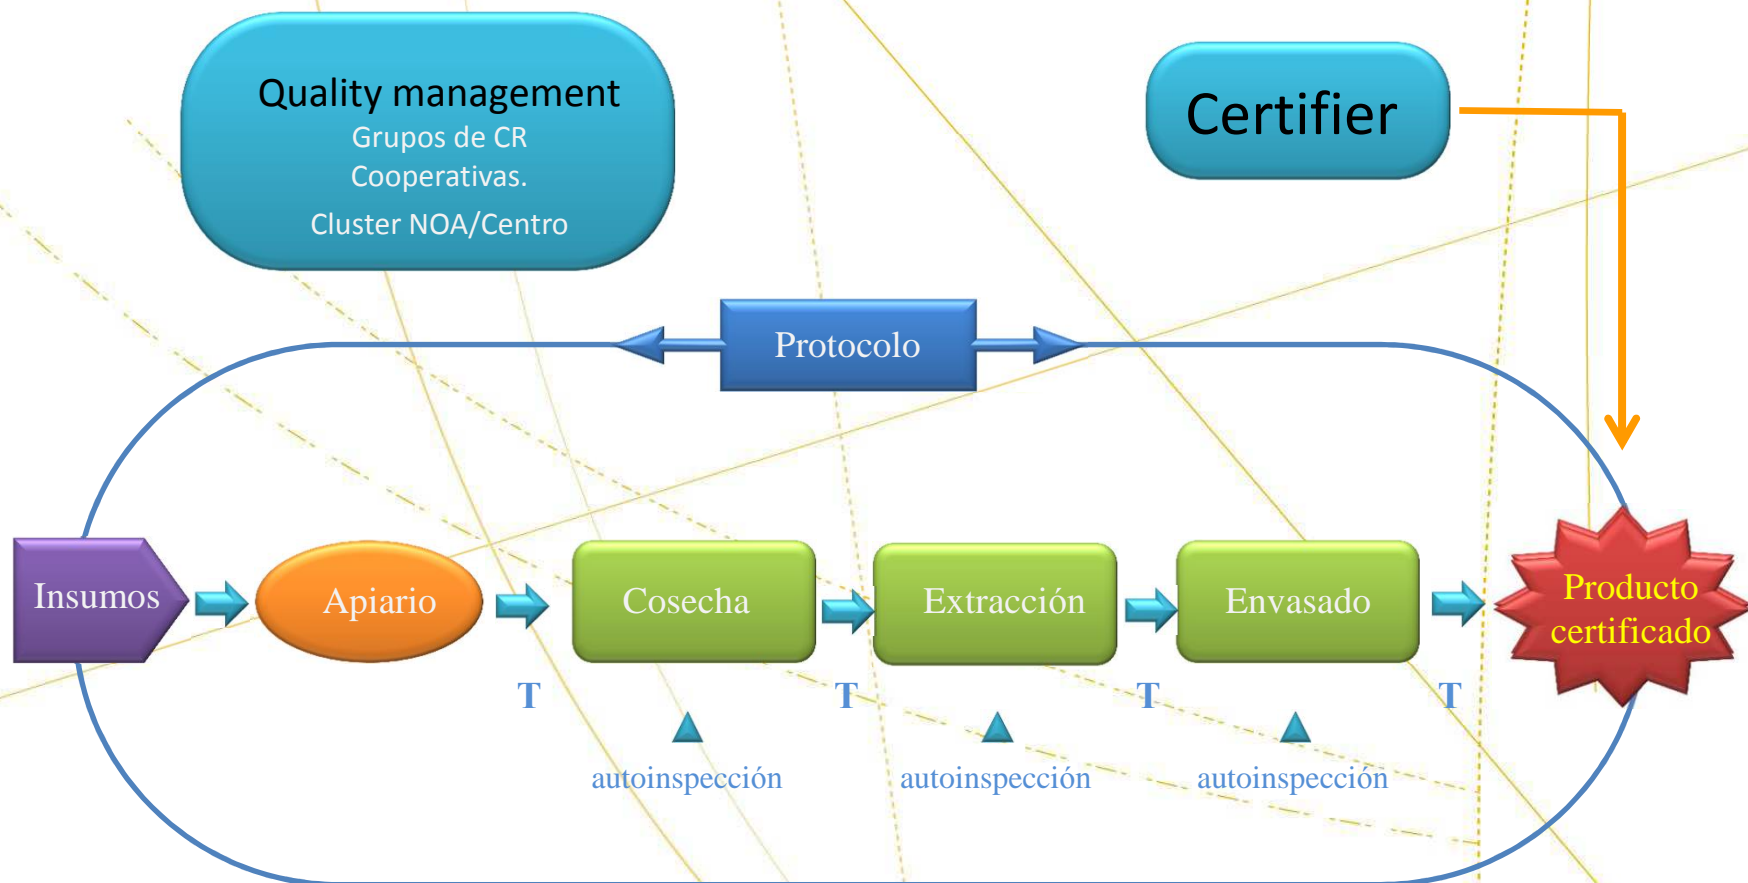 Quality management
Grupos de CR
Cooperativas.
Cluster NOA/Centro
Certifier
Protocolo
Insumos
Apiario
Cosecha
Extracción
Envasado
Producto
certificado
T
T
T
T
autoinspección
autoinspección
autoinspección